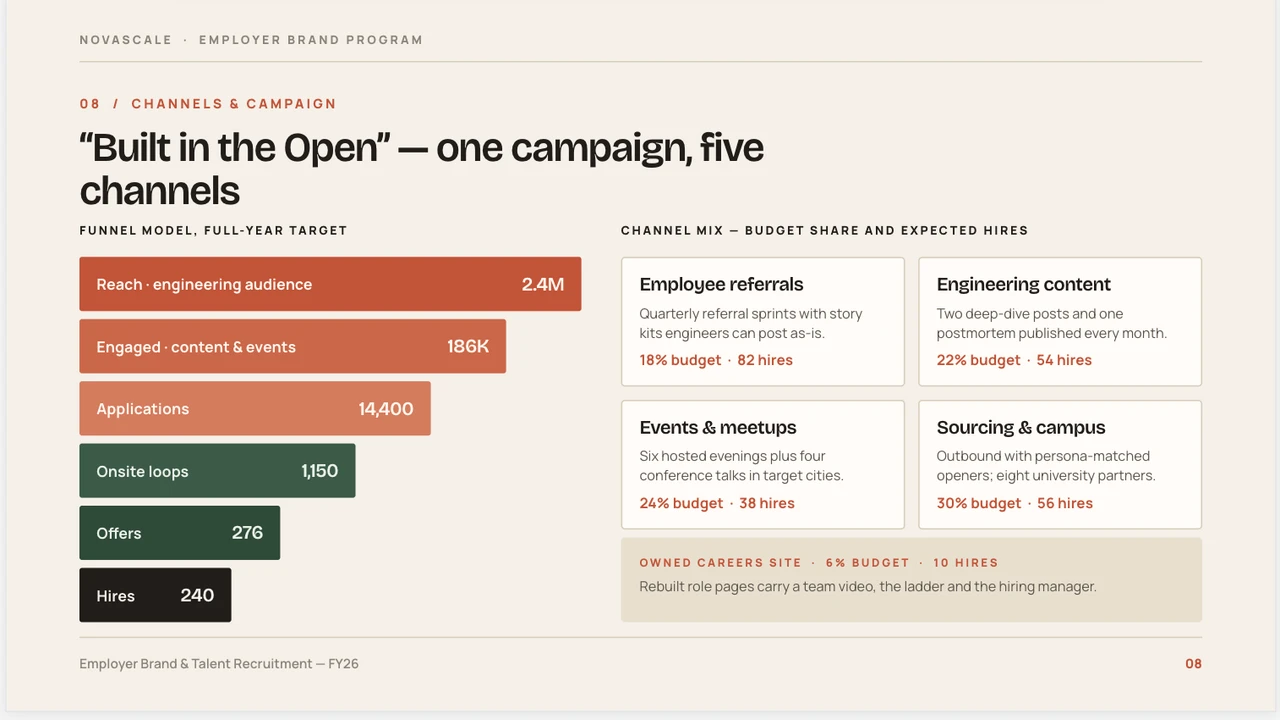 NOVASCALE · EMPLOYER BRAND PROGRAM
08 / CHANNELS & CAMPAIGN
“Built in the Open” — one campaign, five
channels
FUNNEL MODEL, FULL-YEAR TARGET
Reach · engineering audience 2.4M
Engaged · content & events 186K
Applications 14,400
Onsite loops 1,150
Offers 276
Hires 240
CHANNEL MIX — BUDGET SHARE AND EXPECTED HIRES
Employee referrals
Quarterly referral sprints with story
kits engineers can post as-is.
18% budget · 82 hires
Engineering content
Two deep-dive posts and one
postmortem published every month.
22% budget · 54 hires
Events & meetups
Six hosted evenings plus four
conference talks in target cities.
24% budget · 38 hires
Sourcing & campus
Outbound with persona-matched
openers; eight university partners.
30% budget · 56 hires
OWNED CAREERS SITE · 6% BUDGET · 10 HIRES
Rebuilt role pages carry a team video, the ladder and the hiring manager.
Employer Brand & Talent Recruitment — FY26
08